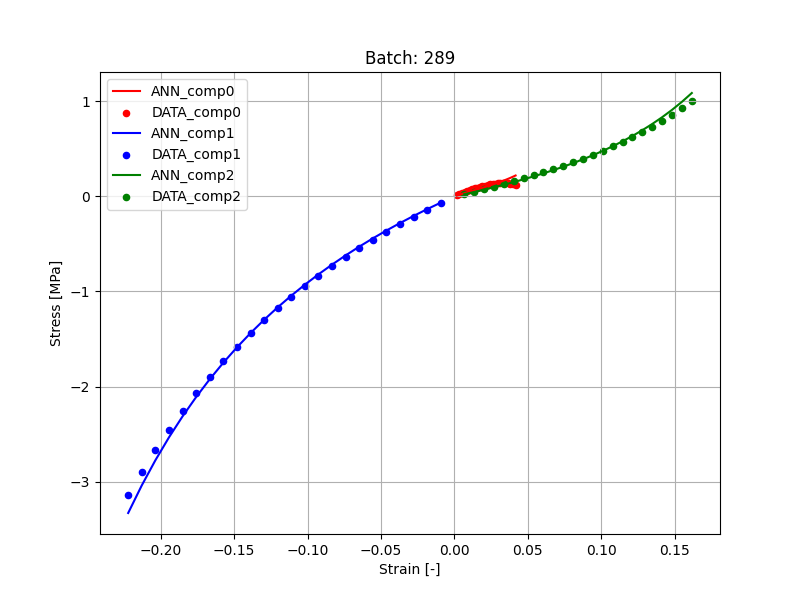 Batch: 289
ANN_comp0
DATA_comp0
ANN_comp1
DATA_comp1
ANN_comp2
DATA_comp2
1
0
−1
−2
−3
Stress [MPa]
−0.20 −0.15 −0.10 −0.05 0.00 0.05 0.10 0.15
Strain [-]